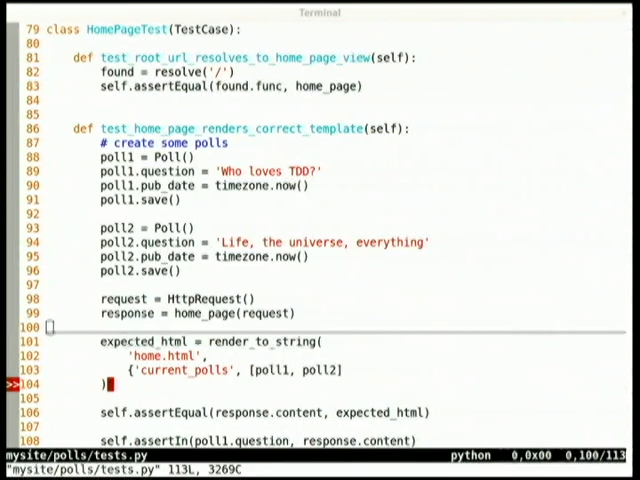 Terminal
79 class HomePageTest(TestCase):
80
81     def test_root_url_resolves_to_home_page_view(self):
82         found = resolve('/')
83         self.assertEqual(found.func, home_page)
84
85
86     def test_home_page_renders_correct_template(self):
87         # create some polls
88         poll1 = Poll()
89         poll1.question = 'Who loves TDD?'
90         poll1.pub_date = timezone.now()
91         poll1.save()
92
93         poll2 = Poll()
94         poll2.question = 'Life, the universe, everything'
95         poll2.pub_date = timezone.now()
96         poll2.save()
97
98         request = HttpRequest()
99         response = home_page(request)
100
101         expected_html = render_to_string(
102             'home.html',
103             {'current_polls', [poll1, poll2]
>>104         )
105
106         self.assertEqual(response.content, expected_html)
107
108         self.assertIn(poll1.question, response.content)
mysite/polls/tests.py python 0,0x00 0,100/113
"mysite/polls/tests.py" 113L, 3269C